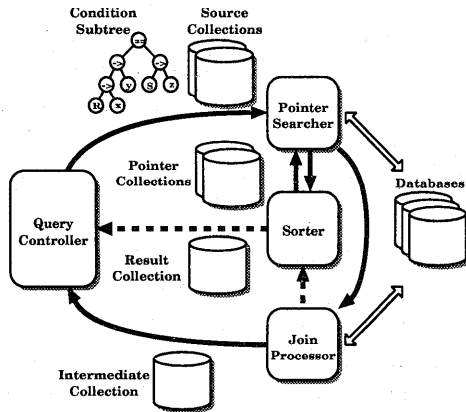 Condition
Subtree
Source
Collections
==
->
->
->
y
S
z
R
x
Pointer
Searcher
Pointer
Collections
Databases
Query
Controller
Sorter
Result
Collection
Join
Processor
Intermediate
Collection